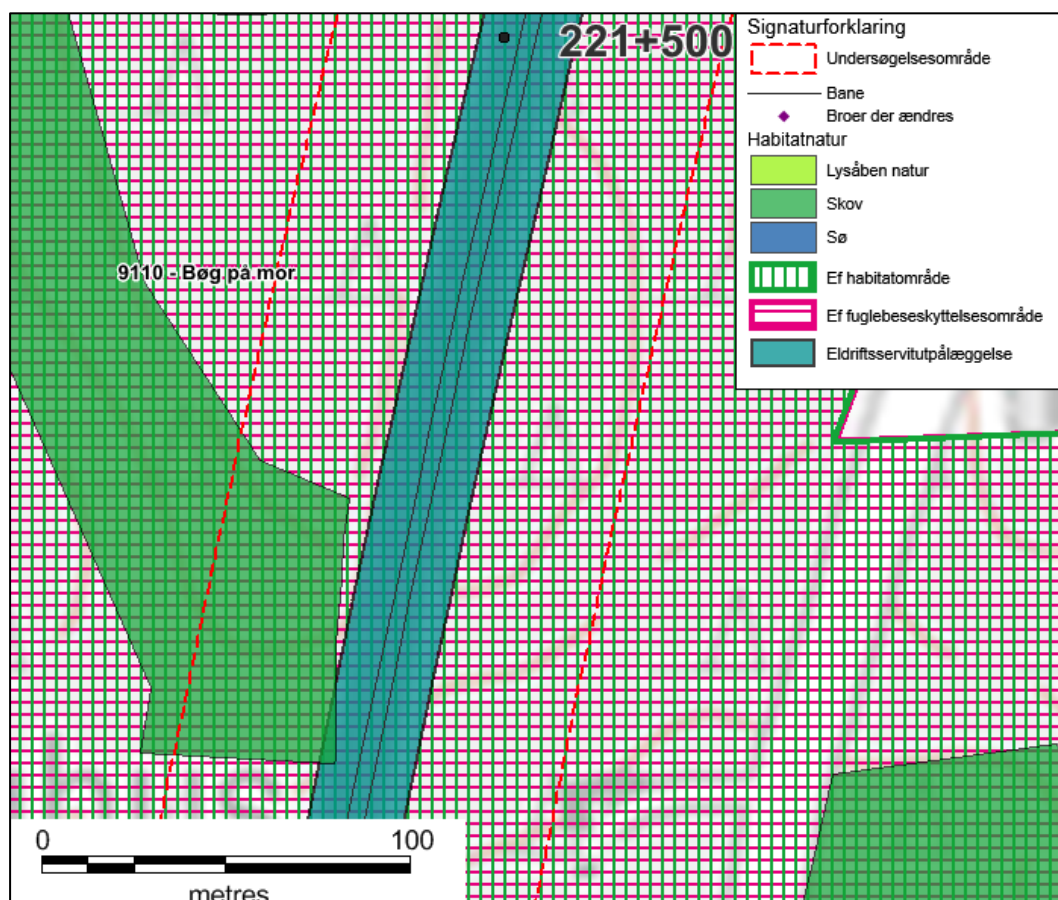 221+500
Signaturforklaring
Undersøgelsesområde
Bane
Broer der ændres
Habitatnatur
Lysåben natur
Skov
Sø
Ef habitatområde
Ef fuglebeseskyttelsesområde
Eldriftsservitutpålæggelse
9110 - Bøg på mor
0 100
metres